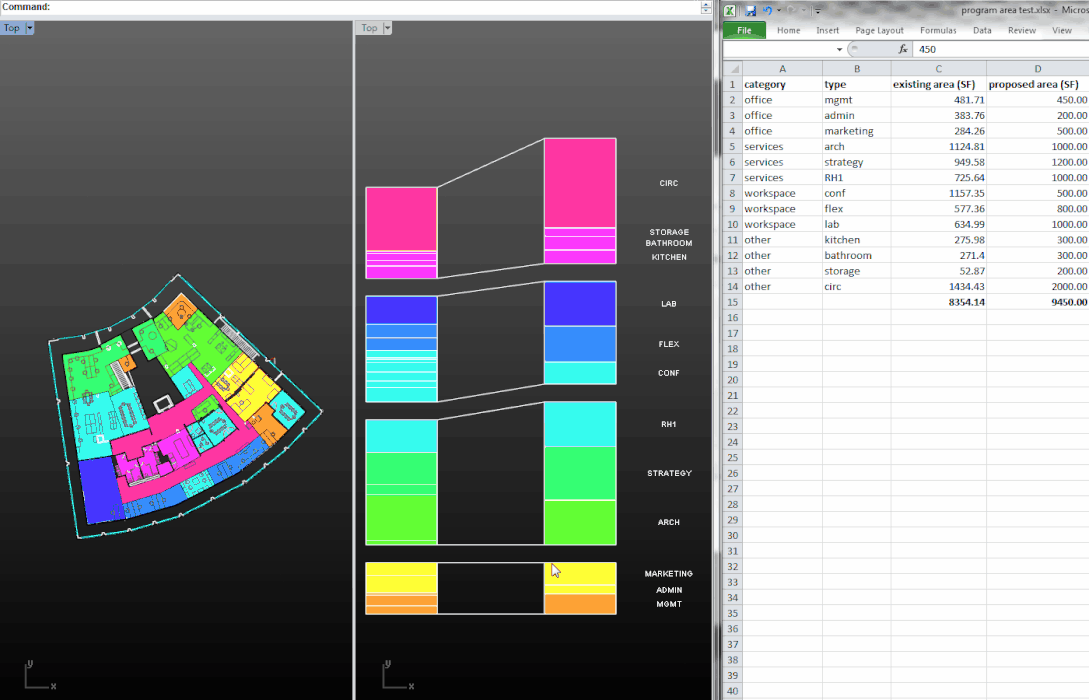 Command:
Top
Top
CIRC
STORAGE
BATHROOM
KITCHEN
LAB
FLEX
CONF
RH1
STRATEGY
ARCH
MARKETING
ADMIN
MGMT
y
x
y
x
program area test.xlsx - Micros
File Home Insert Page Layout Formulas Data Review View
fx 450
A B C D
1 category type existing area (SF) proposed area (SF)
2 office mgmt 481.71 450.00
3 office admin 383.76 200.00
4 office marketing 284.26 500.00
5 services arch 1124.81 1000.00
6 services strategy 949.58 1200.00
7 services RH1 725.64 1000.00
8 workspace conf 1157.35 500.00
9 workspace flex 577.36 800.00
10 workspace lab 634.99 1000.00
11 other kitchen 275.98 300.00
12 other bathroom 271.4 300.00
13 other storage 52.87 200.00
14 other circ 1434.43 2000.00
15 8354.14 9450.00
16
17
18
19
20
21
22
23
24
25
26
27
28
29
30
31
32
33
34
35
36
37
38
39
40